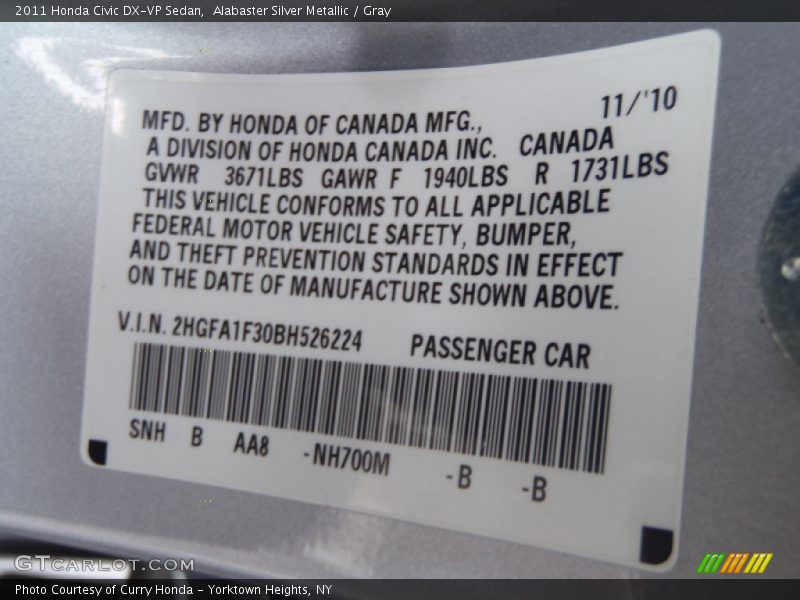 2011 Honda Civic DX-VP Sedan,  Alabaster Silver Metallic / Gray
11/'10
MFD. BY HONDA OF CANADA MFG.,
A DIVISION OF HONDA CANADA INC.  CANADA
GVWR  3671LBS  GAWR F  1940LBS  R  1731LBS
THIS VEHICLE CONFORMS TO ALL APPLICABLE
FEDERAL MOTOR VEHICLE SAFETY, BUMPER,
AND THEFT PREVENTION STANDARDS IN EFFECT
ON THE DATE OF MANUFACTURE SHOWN ABOVE.
V.I.N. 2HGFA1F30BH526224  PASSENGER CAR
SNH  B  AA8  -NH700M  -B  -B
GTCARLOT.COM
Photo Courtesy of Curry Honda - Yorktown Heights, NY